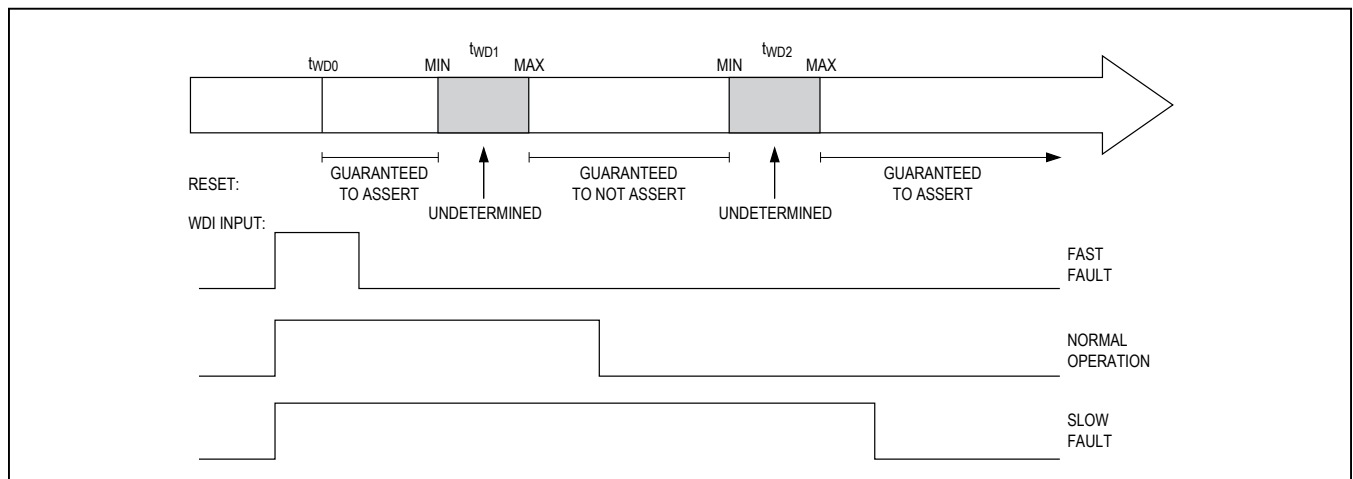 tWD0
MIN
tWD1
MAX
MIN
tWD2
MAX
RESET:
GUARANTEED
TO ASSERT
UNDETERMINED
GUARANTEED
TO NOT ASSERT
UNDETERMINED
GUARANTEED
TO ASSERT
WDI INPUT:
FAST
FAULT
NORMAL
OPERATION
SLOW
FAULT